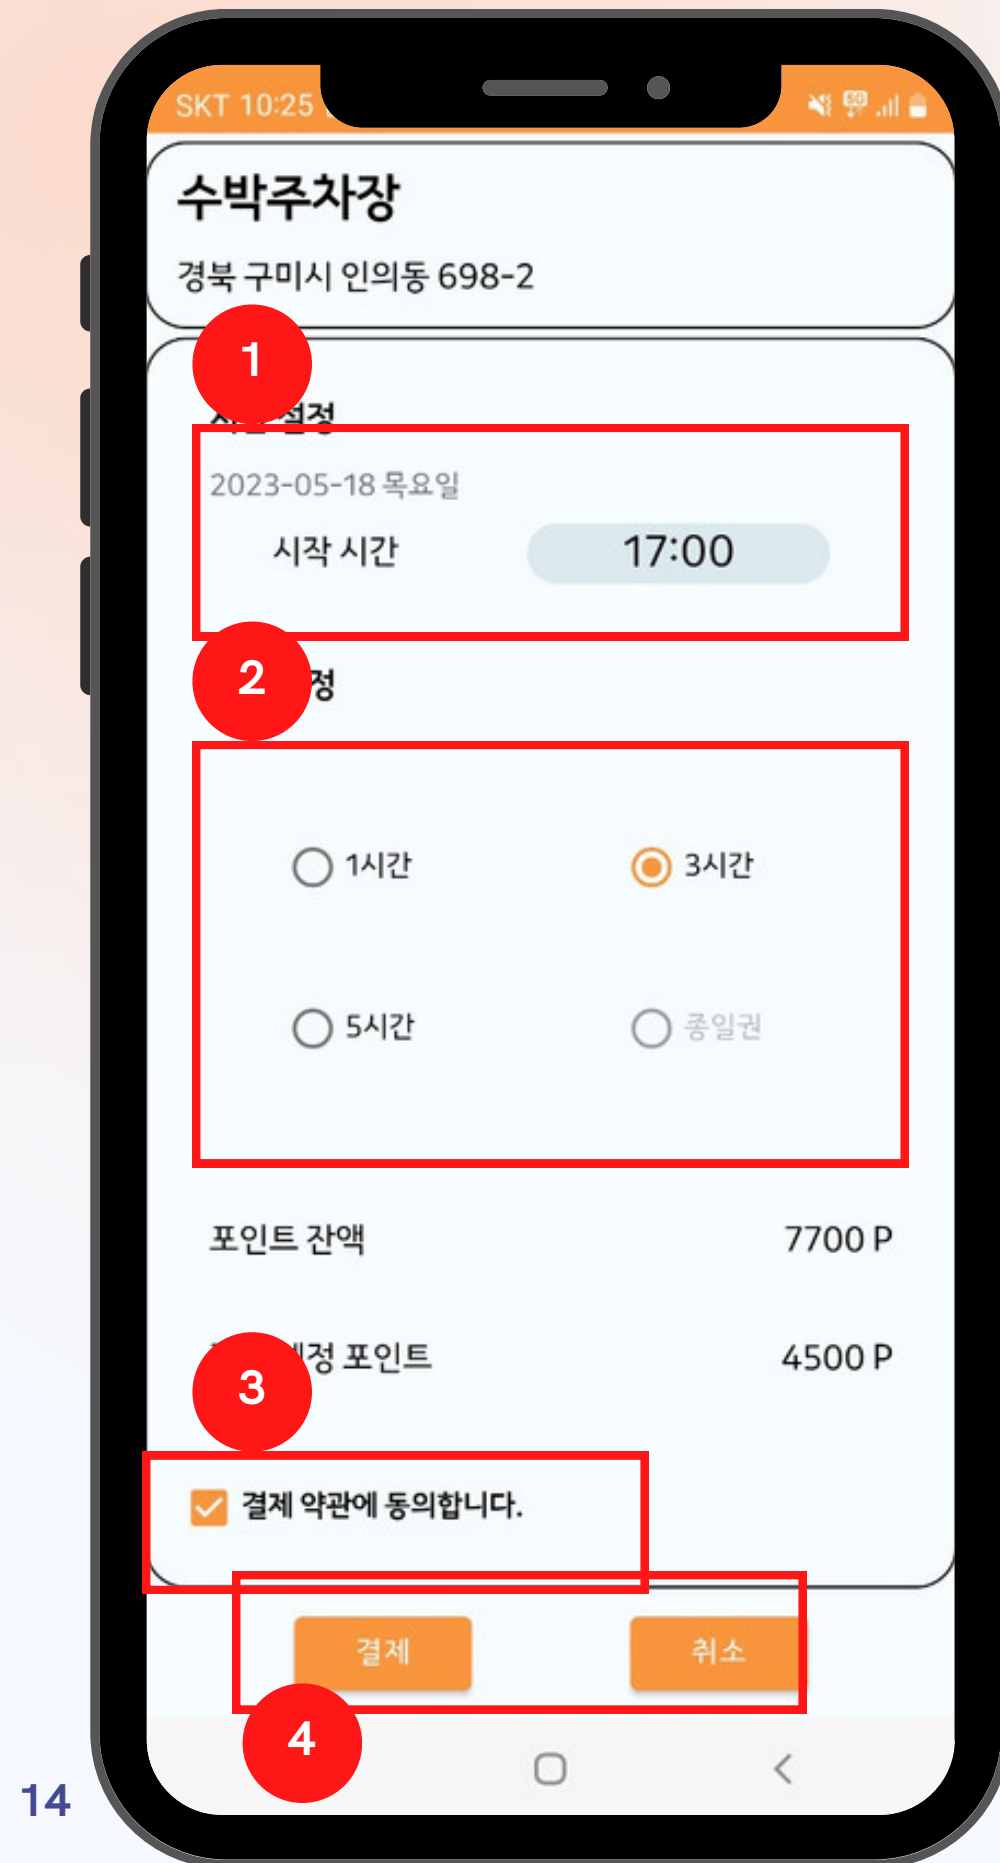 SKT 10:25
수박주차장
경북 구미시 인의동 698-2
1
설정
2023-05-18 목요일
시작 시간 17:00
2
1시간 3시간
5시간 종일권
포인트 잔액 7700 P
포인트 4500 P
3
결제 약관에 동의합니다.
결제 취소
4
14